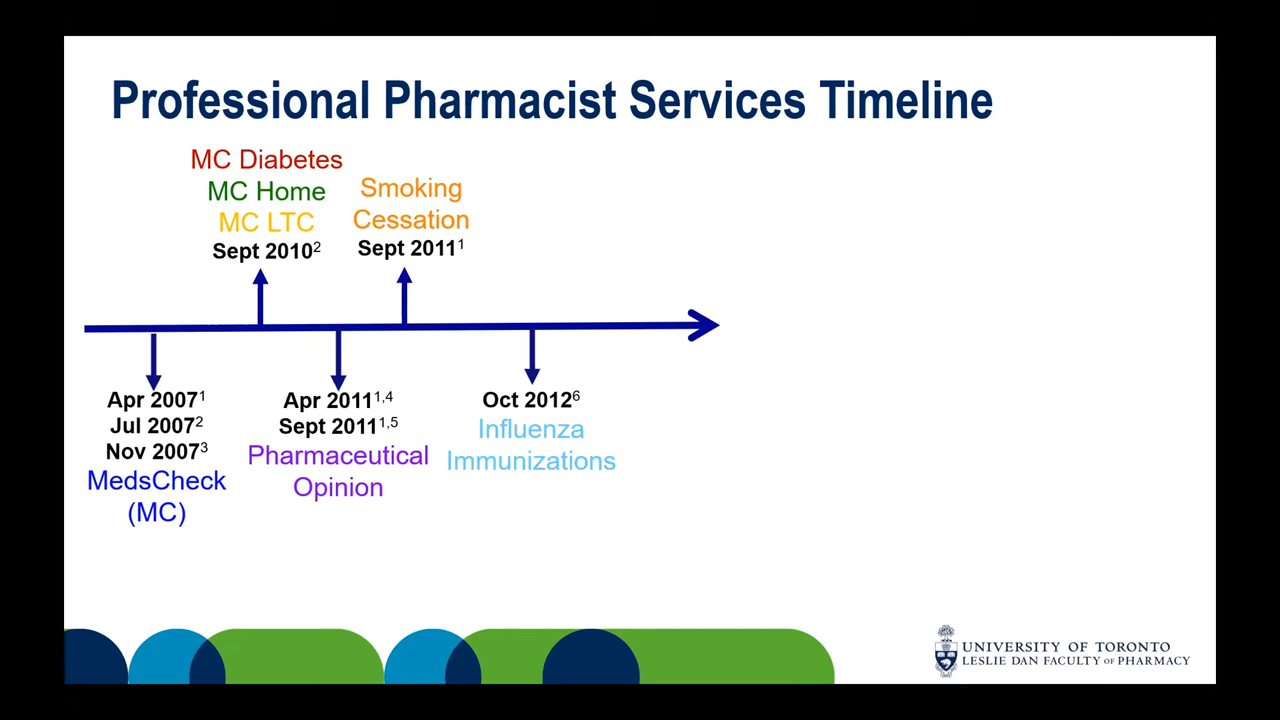 Professional Pharmacist Services Timeline
MC Diabetes
MC Home
MC LTC
Sept 2010²
Smoking
Cessation
Sept 2011¹
Apr 2007¹
Jul 2007²
Nov 2007³
MedsCheck
(MC)
Apr 2011¹,⁴
Sept 2011¹,⁵
Pharmaceutical
Opinion
Oct 2012⁶
Influenza
Immunizations
UNIVERSITY OF TORONTO
LESLIE DAN FACULTY OF PHARMACY